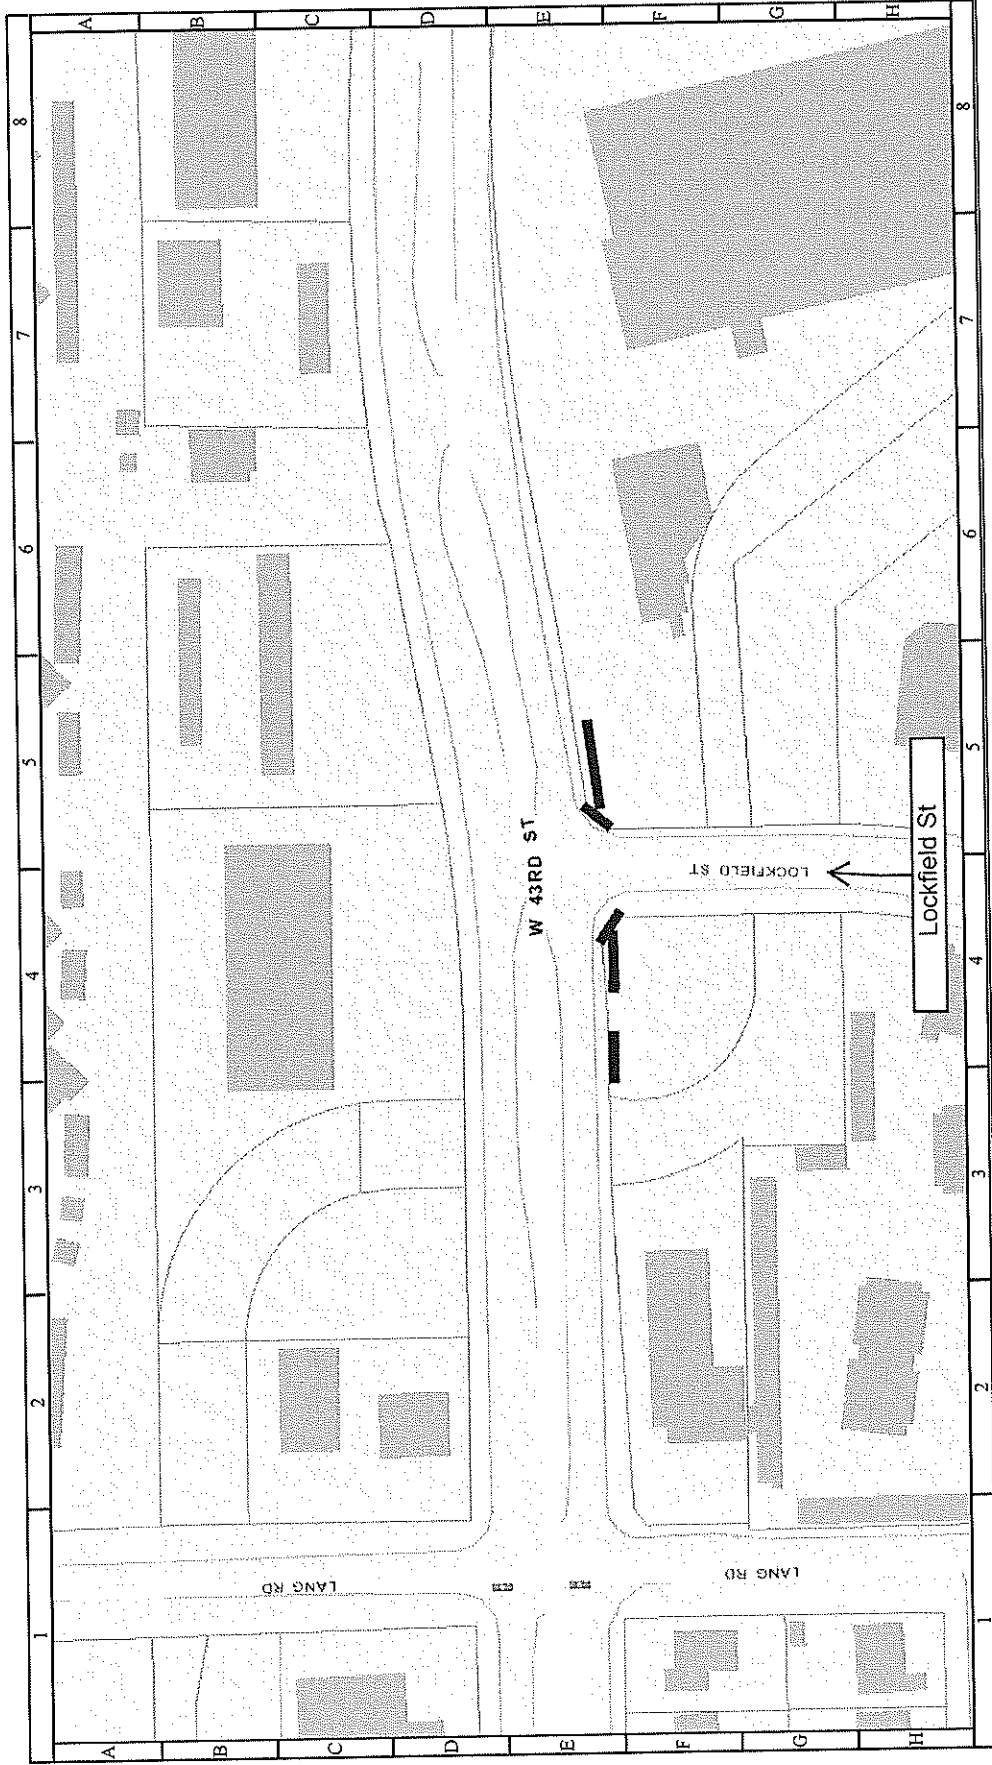 A B C D E F G H
8 8
7 7
6 6
5 5
4 4
3 3
2 2
1 1
W 43RD ST
LOCKFIELD ST
Lockfield St
LANG RD
LANG RD
A B C D E F G H